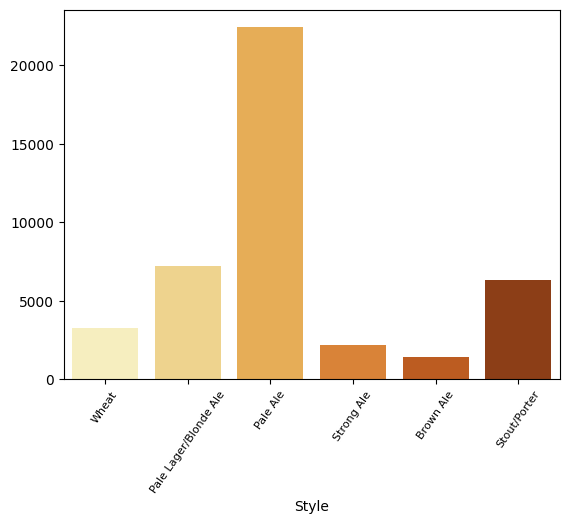 20000
15000
10000
5000
0
Wheat
Pale Lager/Blonde Ale
Pale Ale
Strong Ale
Brown Ale
Stout/Porter
Style